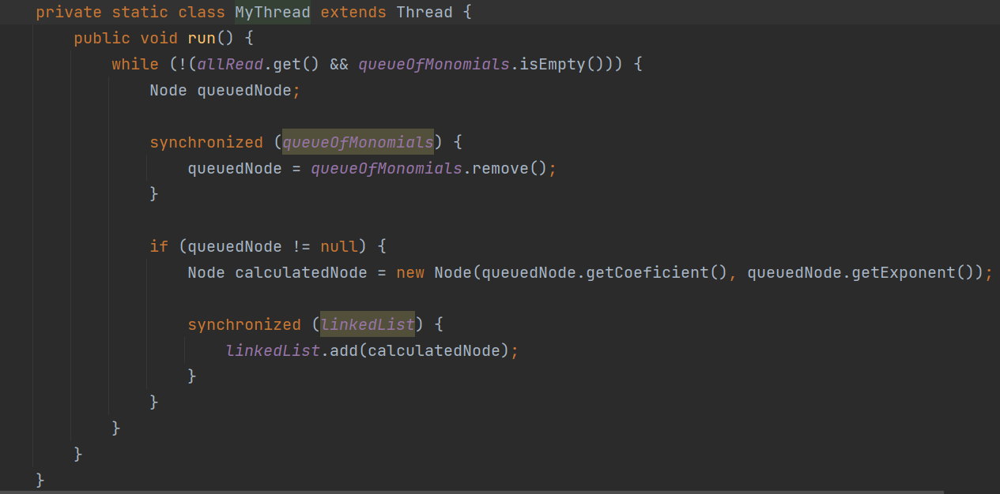 private static class MyThread extends Thread {
public void run() {
while (!(allRead.get() && queueOfMonomials.isEmpty())) {
Node queuedNode;
synchronized (queueOfMonomials) {
queuedNode = queueOfMonomials.remove();
}
if (queuedNode != null) {
Node calculatedNode = new Node(queuedNode.getCoeficient(), queuedNode.getExponent());
synchronized (linkedList) {
linkedList.add(calculatedNode);
}
}
}
}
}